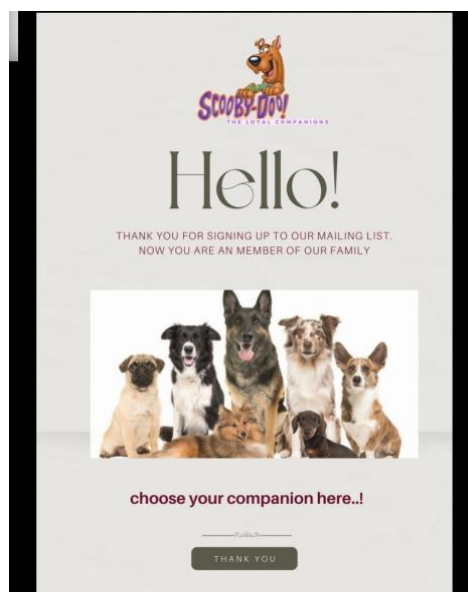 SCOOBY-DOO!
THE LOYAL COMPANIONS
Hello!
THANK YOU FOR SIGNING UP TO OUR MAILING LIST.
NOW YOU ARE AN MEMBER OF OUR FAMILY
choose your companion here..!
THANK YOU